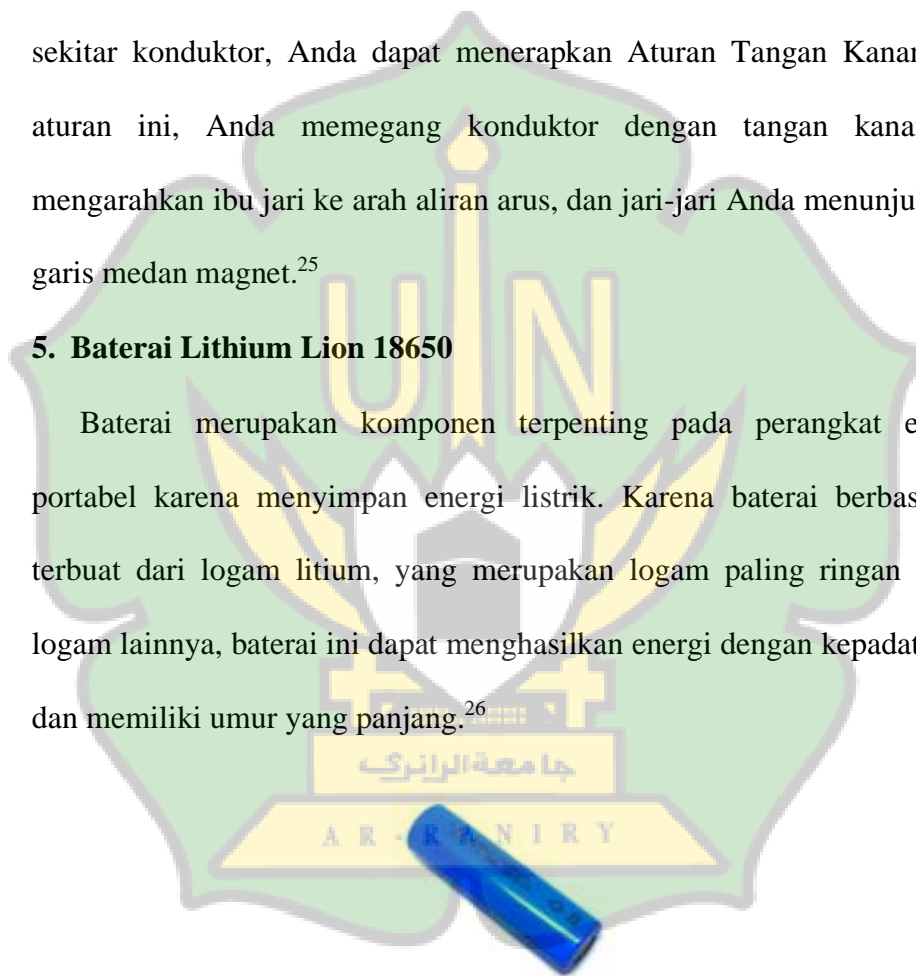 sekitar konduktor, Anda dapat menerapkan Aturan Tangan Kanan
aturan ini, Anda memegang konduktor dengan tangan kana
mengarahkan ibu jari ke arah aliran arus, dan jari-jari Anda menunju
garis medan magnet.25
5. Baterai Lithium Lion 18650
Baterai merupakan komponen terpenting pada perangkat e
portabel karena menyimpan energi listrik. Karena baterai berbas
terbuat dari logam litium, yang merupakan logam paling ringan
logam lainnya, baterai ini dapat menghasilkan energi dengan kepadat
dan memiliki umur yang panjang.26
UIN
جامعة الرانري
AR-RANIRY